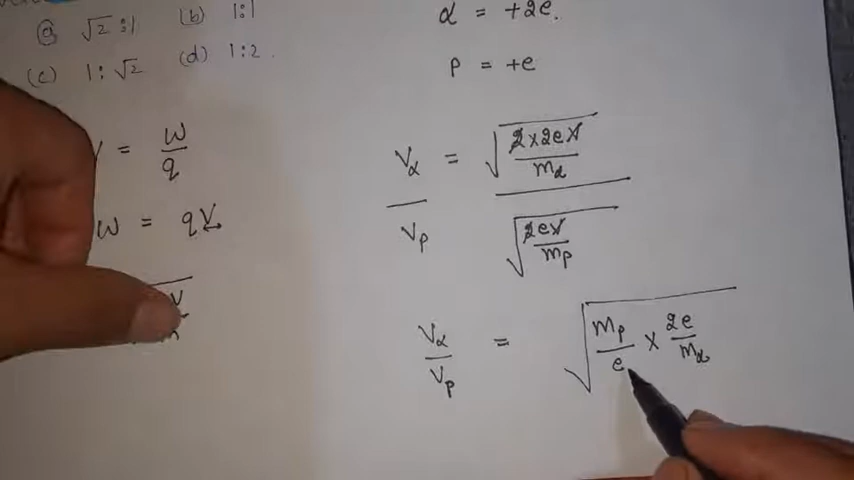 (a) √2 : 1 (b) 1 : 1
(c) 1 : √2 (d) 1 : 2 .
α = +2e.
P = +e
V = W/q
W = qV
Vα/Vp = √(2×2eV/mα) / √(2eV/mp)
Vα/Vp = √(mp/e × 2e/mα)